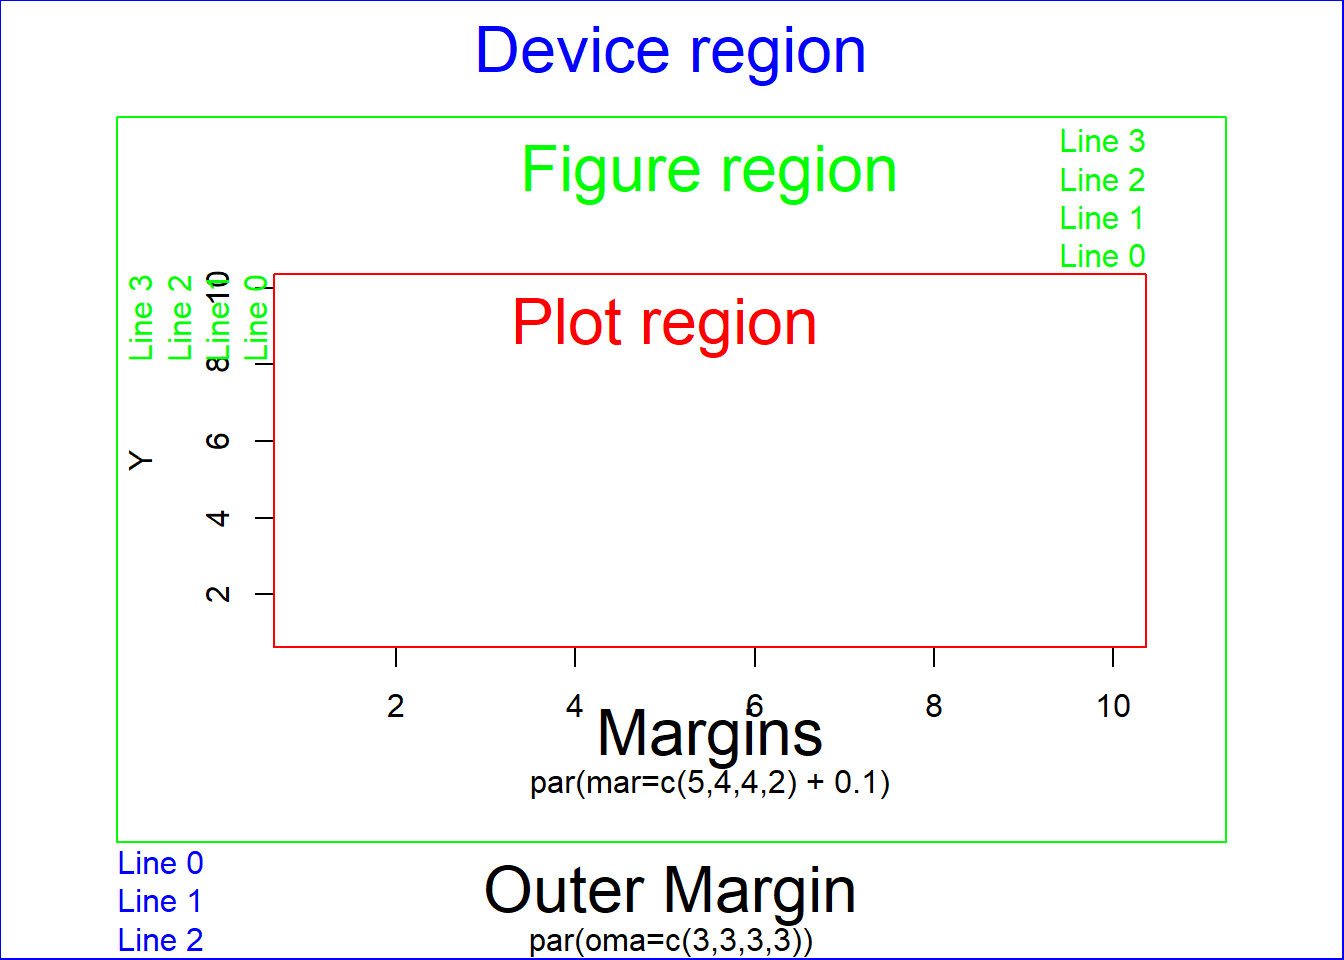 Device region
Figure region
Line 3
Line 2
Line 1
Line 0
Line 3
Line 2
Line 1
Line 0
Plot region
10
8
6
4
2
Y
2
4
6
8
10
Margins
par(mar=c(5,4,4,2) + 0.1)
Line 0
Line 1
Line 2
Outer Margin
par(oma=c(3,3,3,3))